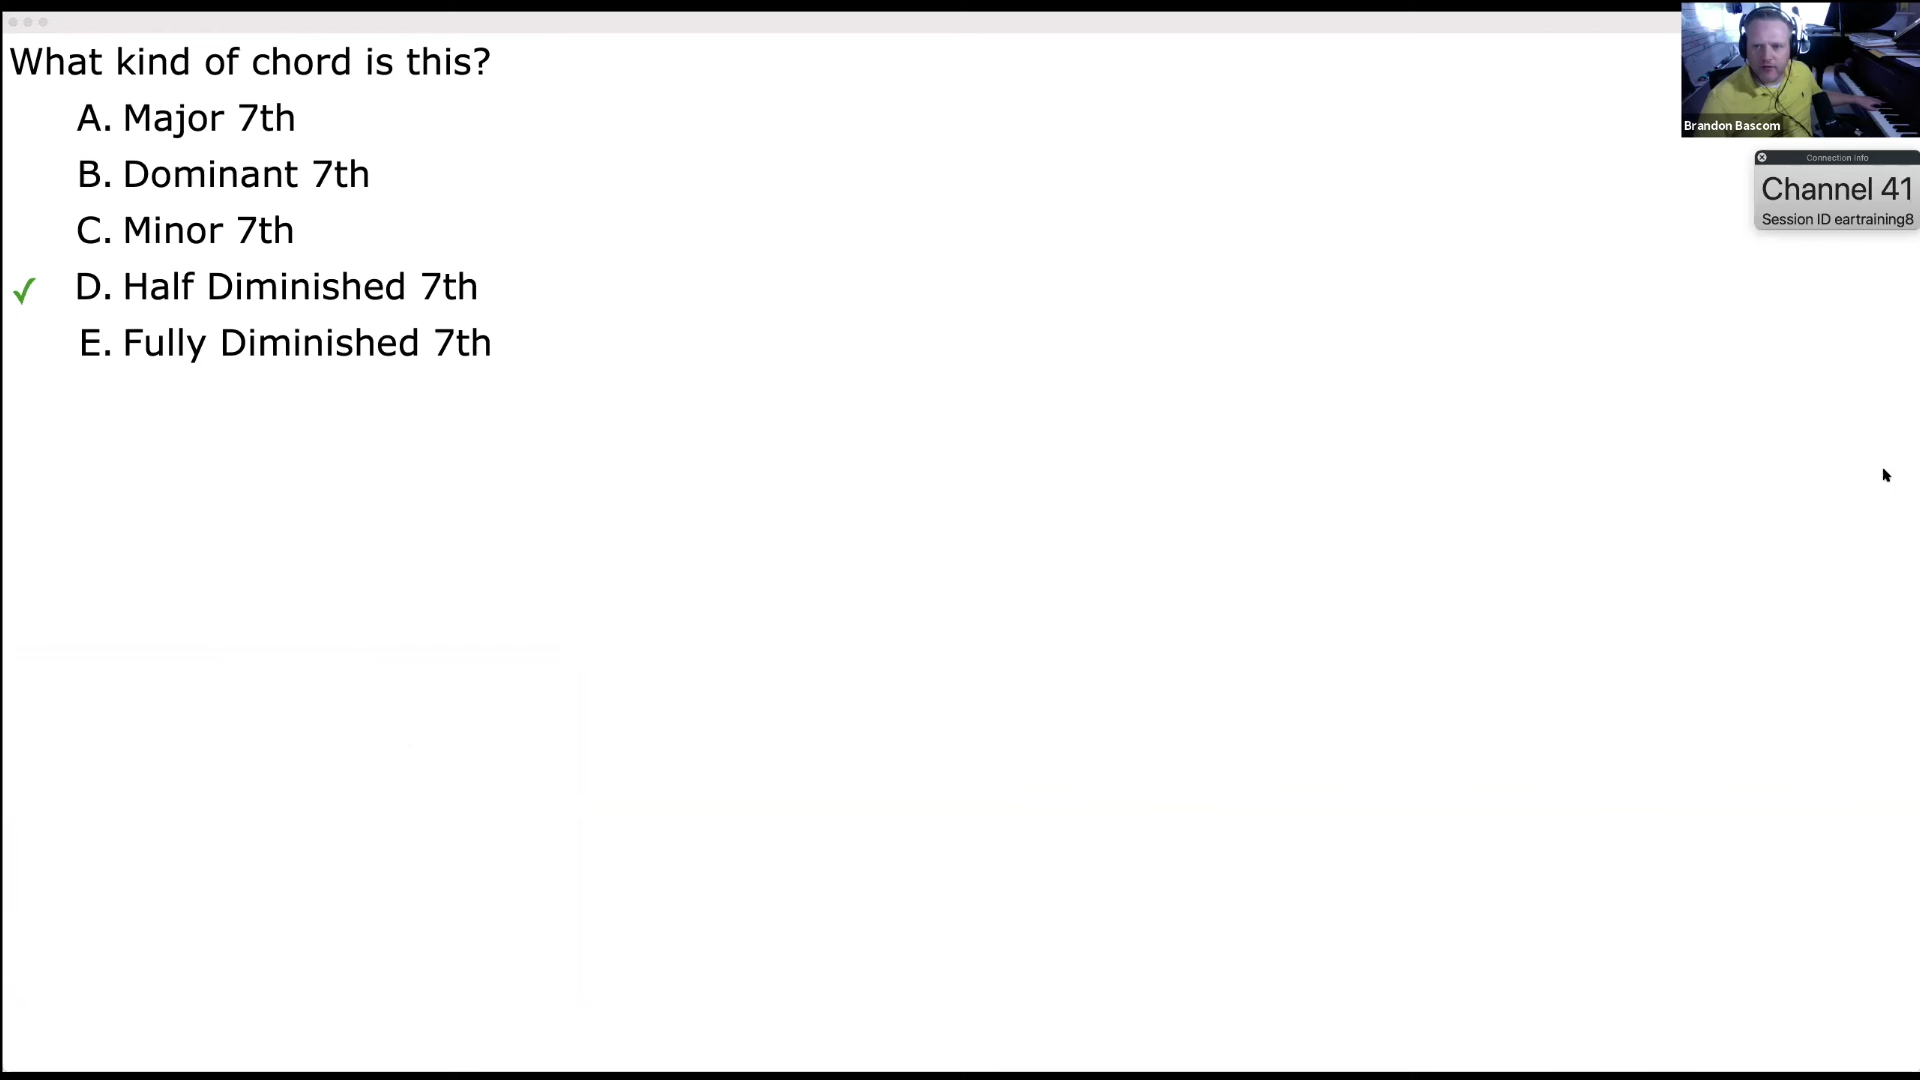 What kind of chord is this?
A. Major 7th
B. Dominant 7th
C. Minor 7th
✓ D. Half Diminished 7th
E. Fully Diminished 7th
Brandon Bascom
Connection Info
Channel 41
Session ID eartraining8